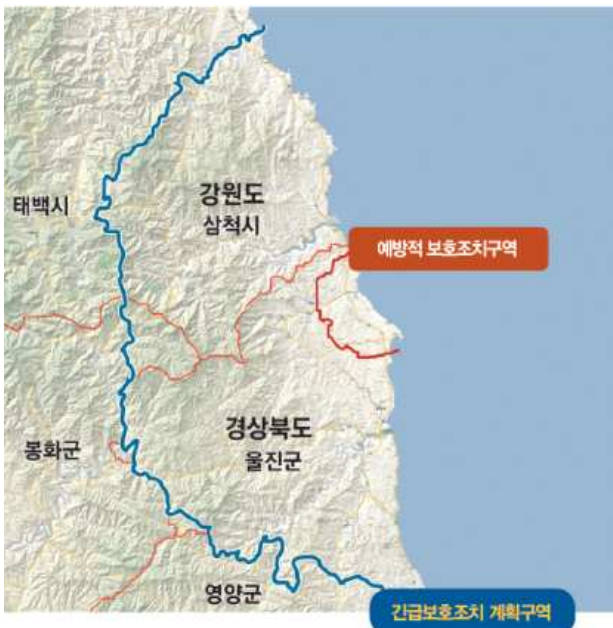 강원도
태백시
삼척시
예방적 보호조치구역
경상북도
봉화군
울진군
영양군
긴급보호조치 계획구역